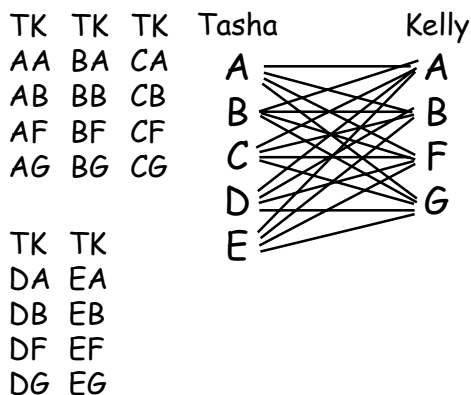 TK TK TK
AA BA CA
AB BB CB
AF BF CF
AG BG CG
TK TK
DA EA
DB EB
DF EF
DG EG
Tasha Kelly
A A
B B
C F
D G
E